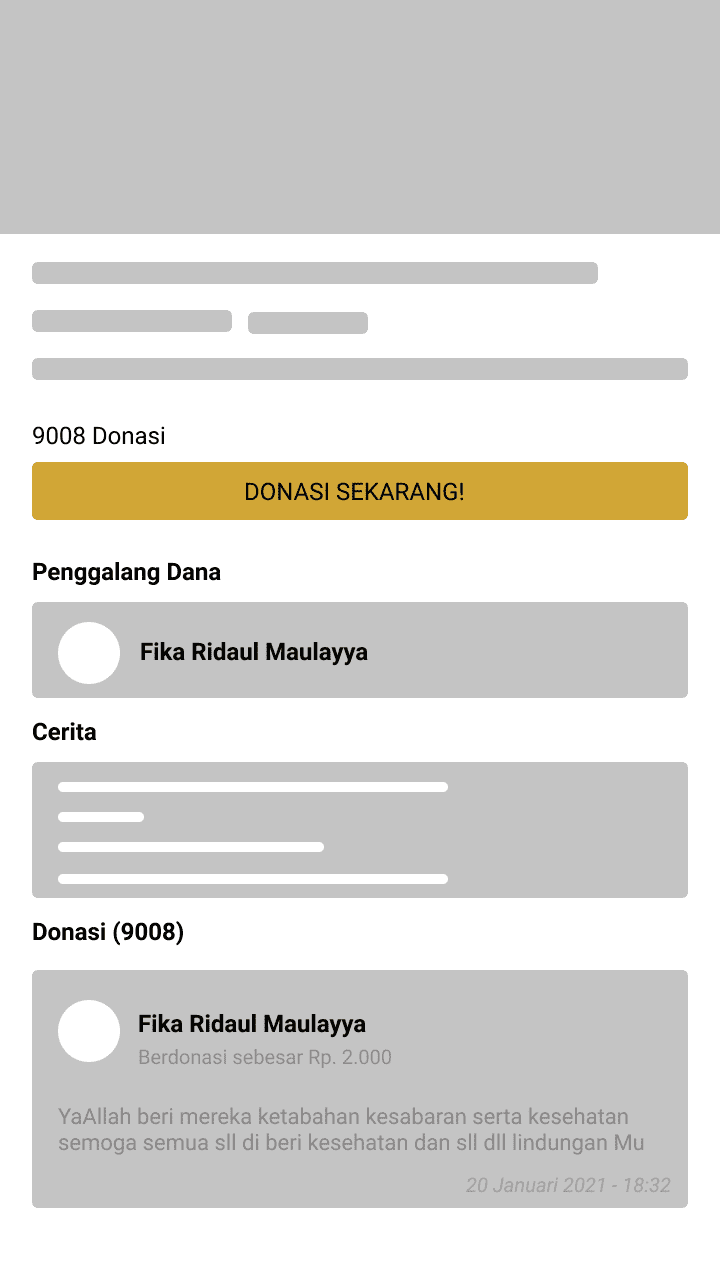 9008 Donasi
DONASI SEKARANG!
Penggalang Dana
Fika Ridaul Maulayya
Cerita
Donasi (9008)
Fika Ridaul Maulayya
Berdonasi sebesar Rp. 2.000
YaAllah beri mereka ketabahan kesabaran serta kesehatan
semoga semua sll di beri kesehatan dan sll dll lindungan Mu
20 Januari 2021 - 18:32